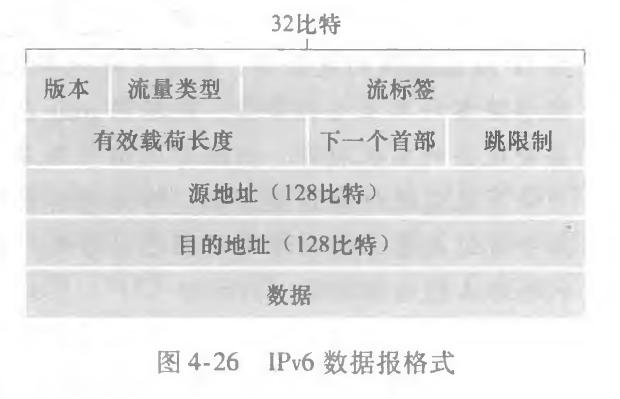 32比特
版本 流量类型 流标签
有效载荷长度 下一个首部 跳限制
源地址（128比特）
目的地址（128比特）
数据
图 4-26 IPv6 数据报格式